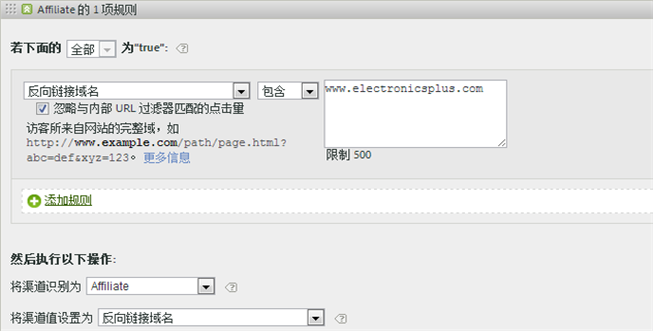 Affiliate 的 1 项规则
若下面的 全部 为"true":
反向链接域名 包含 www.electronicsplus.com
忽略与内部 URL 过滤器匹配的点击量
访客所来自网站的完整域，如
http://www.example.com/path/page.html?
abc=def&xyz=123。 更多信息
限制 500
添加规则
然后执行以下操作:
将渠道识别为 Affiliate
将渠道值设置为 反向链接域名